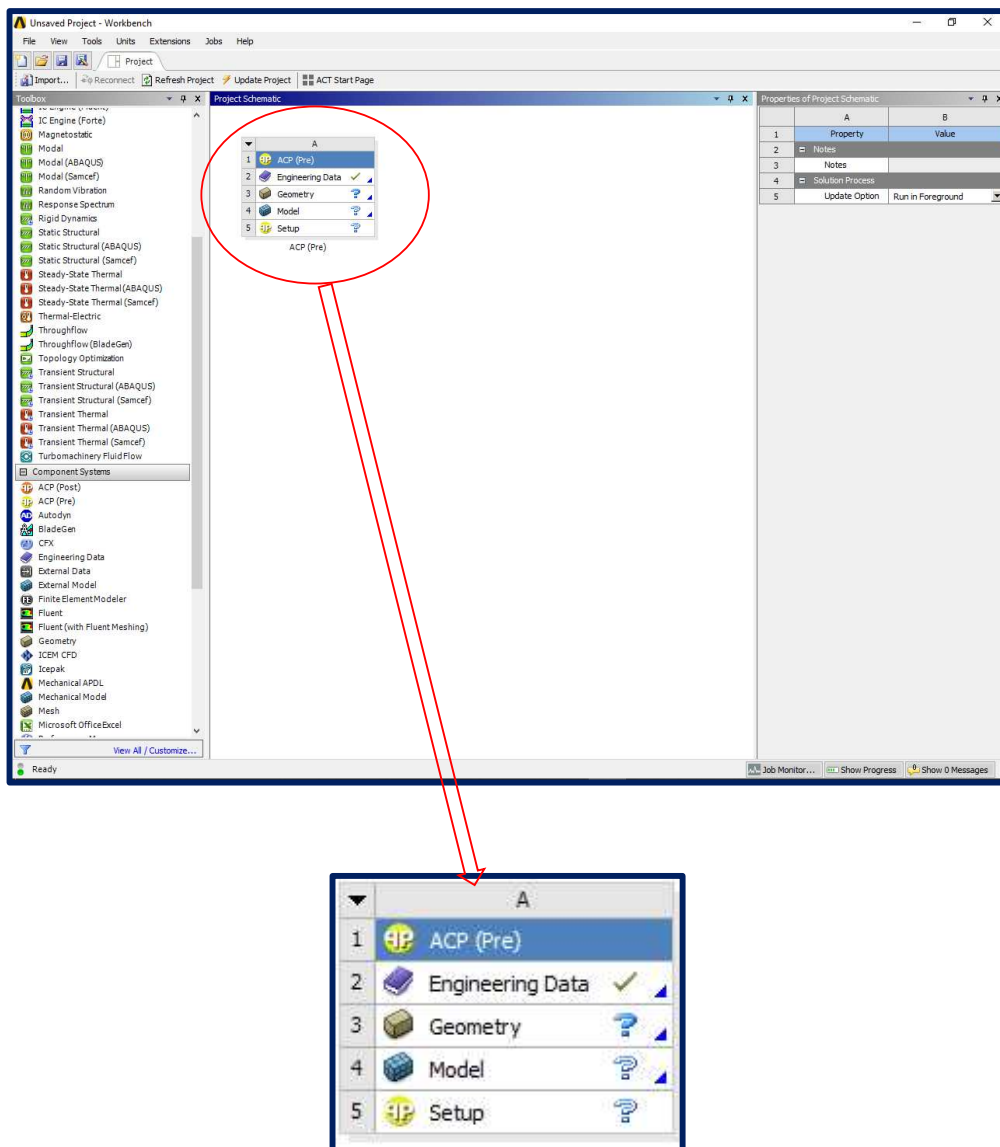 Unsaved Project - Workbench
File View Tools Units Extensions Jobs Help
Project
Import... Reconnect Refresh Project Update Project ACT Start Page
Toolbox
IC Engine (Forte)
Magnetostatic
Modal
Modal (ABAQUS)
Modal (Samcef)
Random Vibration
Response Spectrum
Rigid Dynamics
Static Structural
Static Structural (ABAQUS)
Static Structural (Samcef)
Steady-State Thermal
Steady-State Thermal (ABAQUS)
Steady-State Thermal (Samcef)
Thermal-Electric
Throughflow
Throughflow (BladeGen)
Topology Optimization
Transient Structural
Transient Structural (ABAQUS)
Transient Structural (Samcef)
Transient Thermal
Transient Thermal (ABAQUS)
Transient Thermal (Samcef)
Turbomachinery Fluid Flow
Component Systems
ACP (Post)
ACP (Pre)
Autodyn
BladeGen
CFX
Engineering Data
External Data
External Model
Finite Element Modeler
Fluent
Fluent (with Fluent Meshing)
Geometry
ICEM CFD
Icepak
Mechanical APDL
Mechanical Model
Mesh
Microsoft Office Excel
View All / Customize...
Project Schematic
A
1 ACP (Pre)
2 Engineering Data
3 Geometry
4 Model
5 Setup
ACP (Pre)
Properties of Project Schematic
A B
1 Property Value
2 Notes
3 Notes
4 Solution Process
5 Update Option Run in Foreground
Ready
Job Monitor... Show Progress Show 0 Messages
A
1 ACP (Pre)
2 Engineering Data
3 Geometry
4 Model
5 Setup